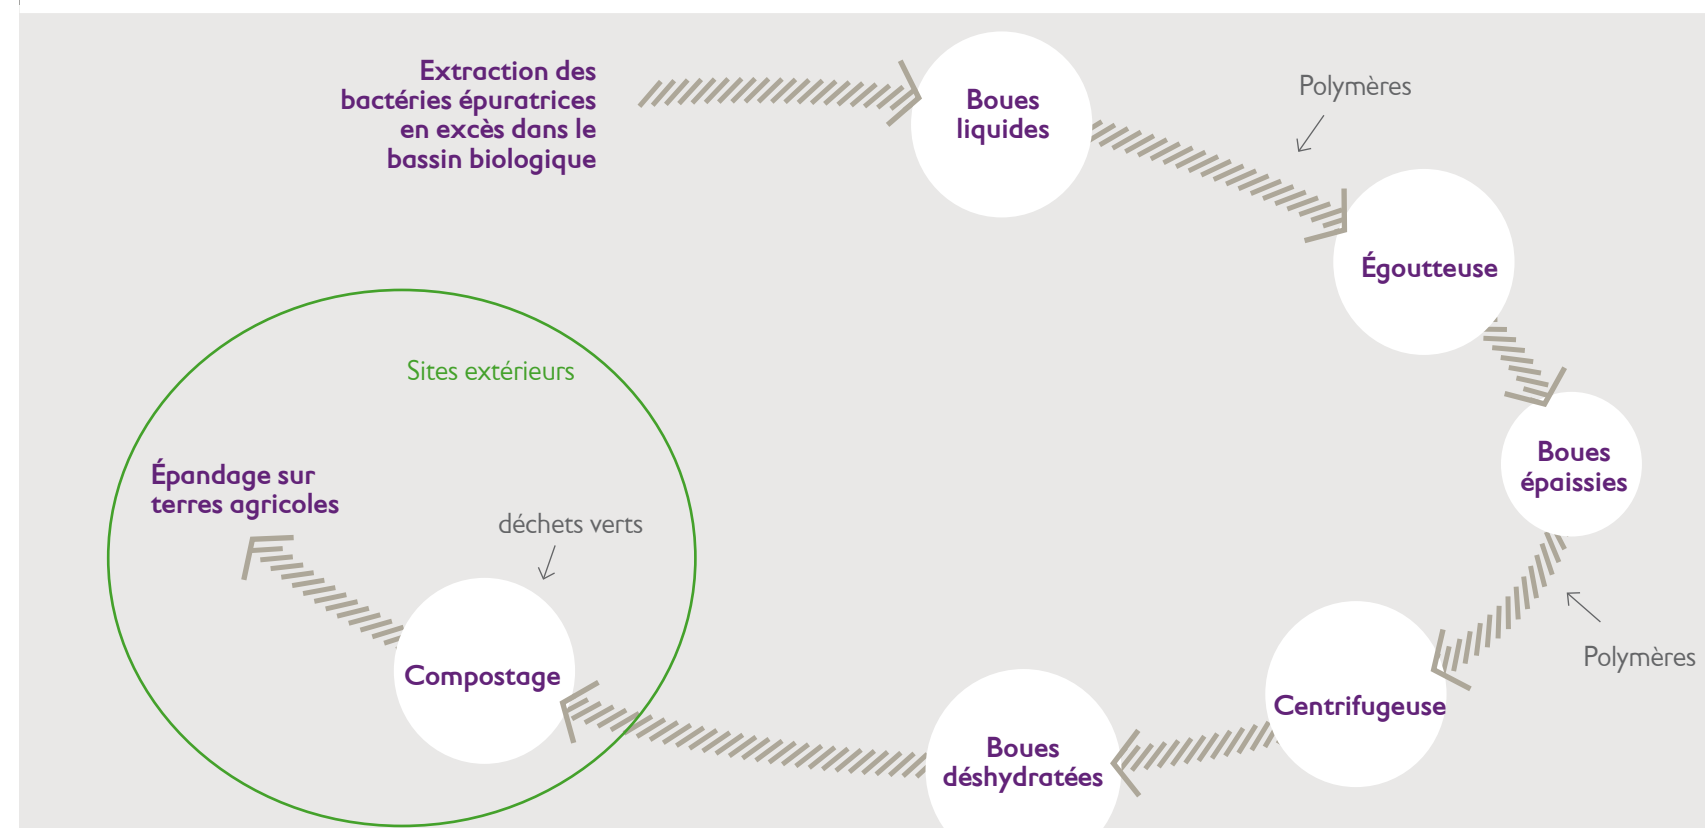 Extraction des
bactéries épuratrices
en excès dans le
bassin biologique
Boues
liquides
Polymères
Égoutteuse
Boues
épaissies
Polymères
Centrifugeuse
Boues
déshydratées
Sites extérieurs
déchets verts
Compostage
Épandage sur
terres agricoles